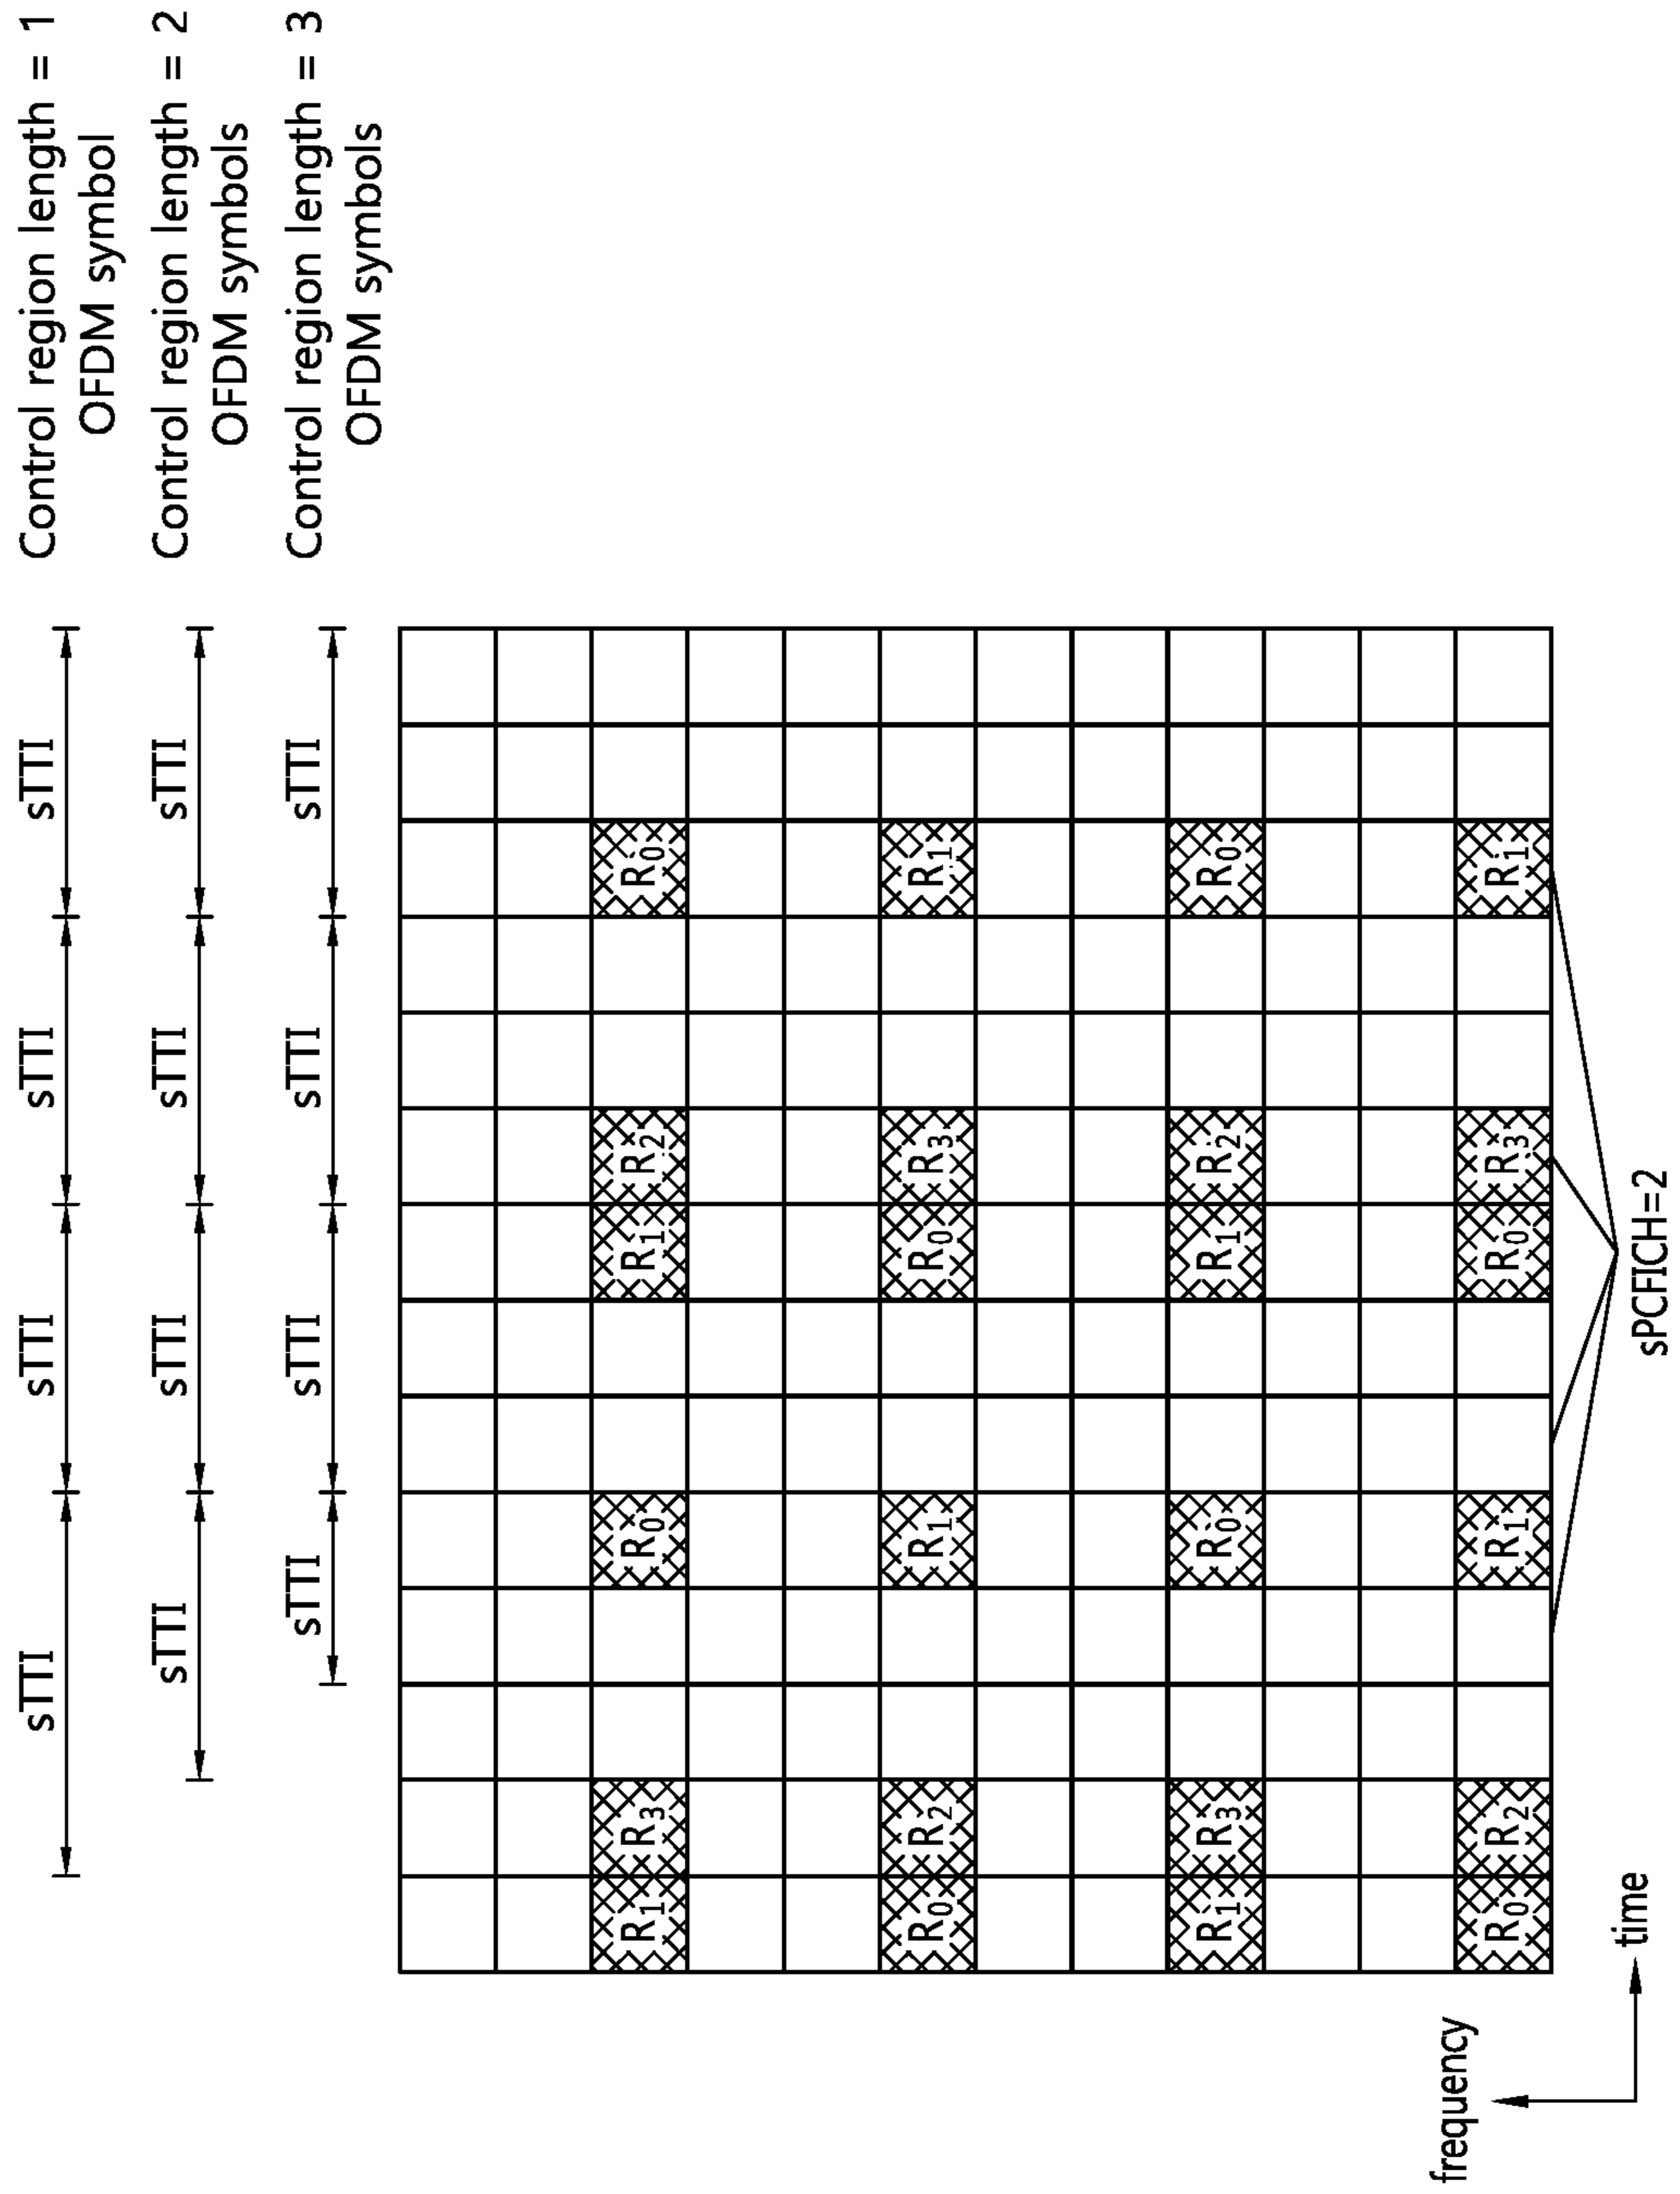 sTTI sTTI sTTI sTTI Control region length = 1
OFDM symbol
sTTI sTTI sTTI sTTI Control region length = 2
OFDM symbols
sTTI sTTI sTTI sTTI Control region length = 3
OFDM symbols
R₁ R₃ R₀ R₁ R₂ R₀
R₀ R₂ R₁ R₀ R₃ R₁
R₁ R₃ R₀ R₁ R₂ R₀
R₀ R₂ R₁ R₀ R₃ R₁
frequency
time
sPCFICH=2